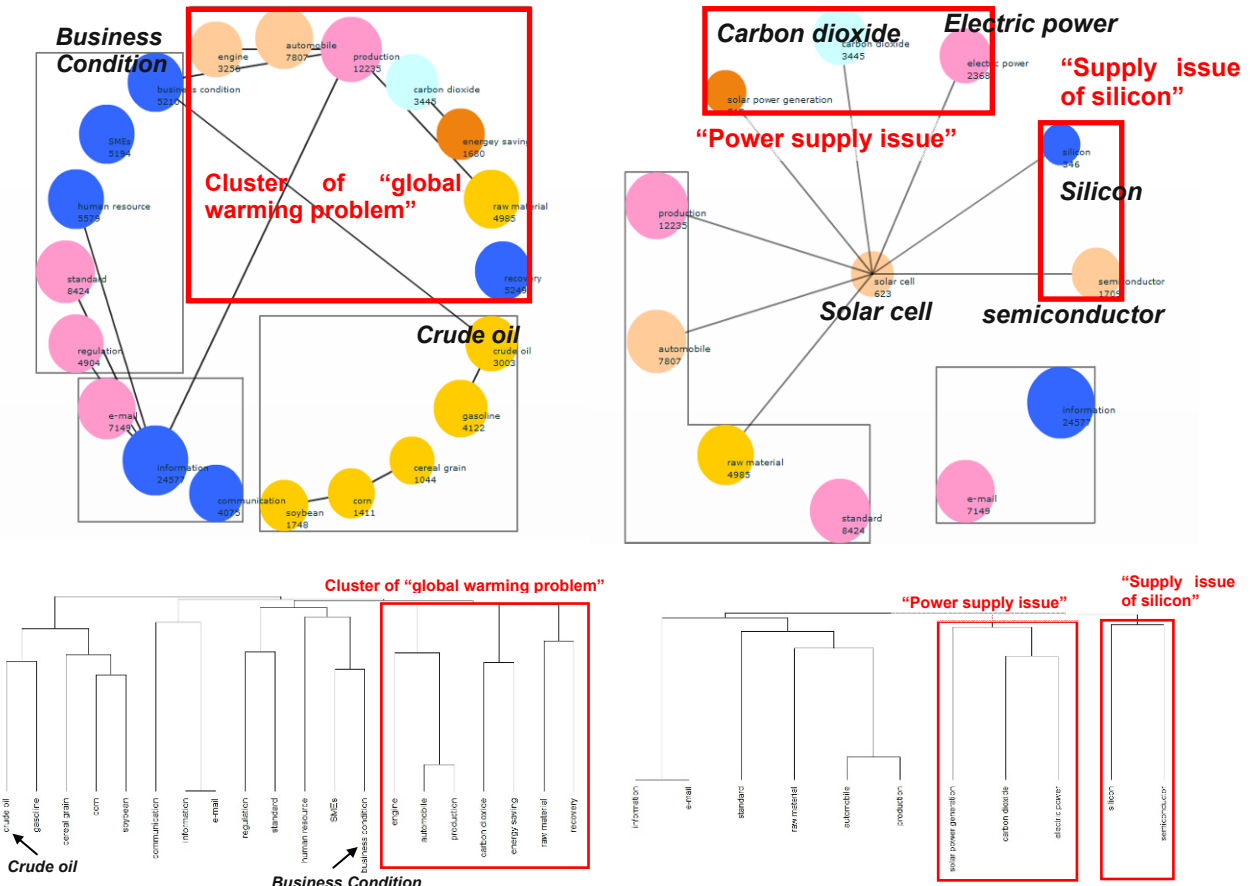 Business
Condition
engine
3256
automobile
7807
production
12235
carbon dioxide
3445
business condition
5210
SMEs
5194
energey saving
1680
Cluster of "global
warming problem"
human resource
5579
raw material
4985
standard
8424
recovery
5249
regulation
4904
Crude oil
crude oil
3003
e-mail
7149
gasoline
4122
information
24577
cereal grain
1044
communication
4075
corn
1411
soybean
1748
Carbon dioxide
Electric power
carbon dioxide
3445
electric power
2368
solar power generation
"Supply issue
of silicon"
"Power supply issue"
silicon
346
Silicon
production
12235
solar cell
623
semiconductor
1709
Solar cell
semiconductor
automobile
7807
information
24577
raw material
4985
e-mail
7149
standard
8424
Cluster of "global warming problem"
crude oil
gasoline
cereal grain
corn
soybean
communication
information
e-mail
regulation
standard
human resource
SMEs
business condition
engine
automobile
production
carbon dioxide
energy saving
raw material
recovery
Crude oil
Business Condition
"Power supply issue"
"Supply issue
of silicon"
information
e-mail
standard
raw material
automobile
production
solar power generation
carbon dioxide
electric power
silicon
semiconductor